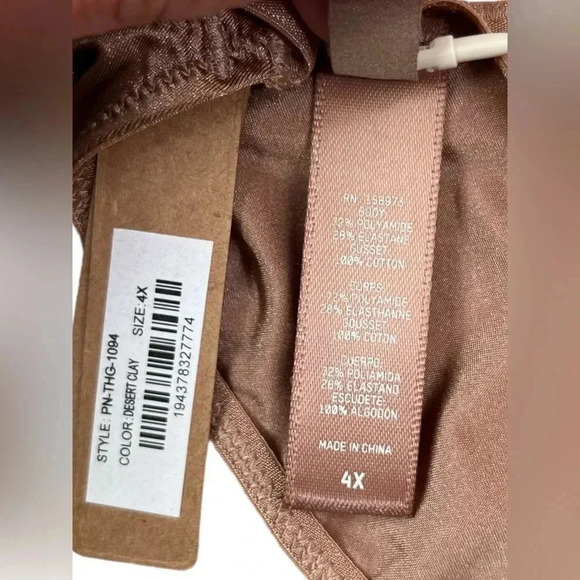 STYLE: PN-THG-1094
COLOR: DESERT CLAY SIZE: 4X
194378327774
RN: 158973
BODY
72% POLYAMIDE
28% ELASTANE
GUSSET
100% COTTON
CORPS
72% POLYAMIDE
28% ELASTHANNE
GOUSSET
100% COTTON
CUERPO:
72% POLIAMIDA
28% ELASTANO
ESCUDETE:
100% ALGODÓN
MADE IN CHINA
4X